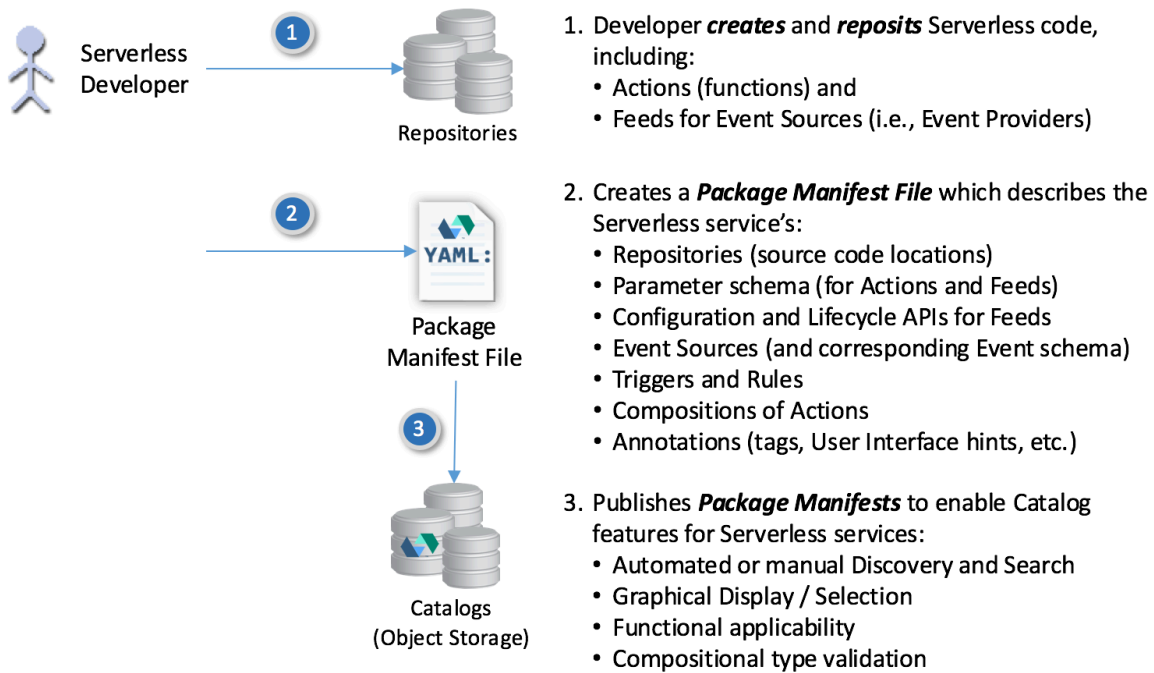 1
Serverless
Developer
Repositories
1. Developer creates and reposits Serverless code,
including:
• Actions (functions) and
• Feeds for Event Sources (i.e., Event Providers)
2
YAML:
Package
Manifest File
2. Creates a Package Manifest File which describes the
Serverless service’s:
• Repositories (source code locations)
• Parameter schema (for Actions and Feeds)
• Configuration and Lifecycle APIs for Feeds
• Event Sources (and corresponding Event schema)
• Triggers and Rules
• Compositions of Actions
• Annotations (tags, User Interface hints, etc.)
3
Catalogs
(Object Storage)
3. Publishes Package Manifests to enable Catalog
features for Serverless services:
• Automated or manual Discovery and Search
• Graphical Display / Selection
• Functional applicability
• Compositional type validation